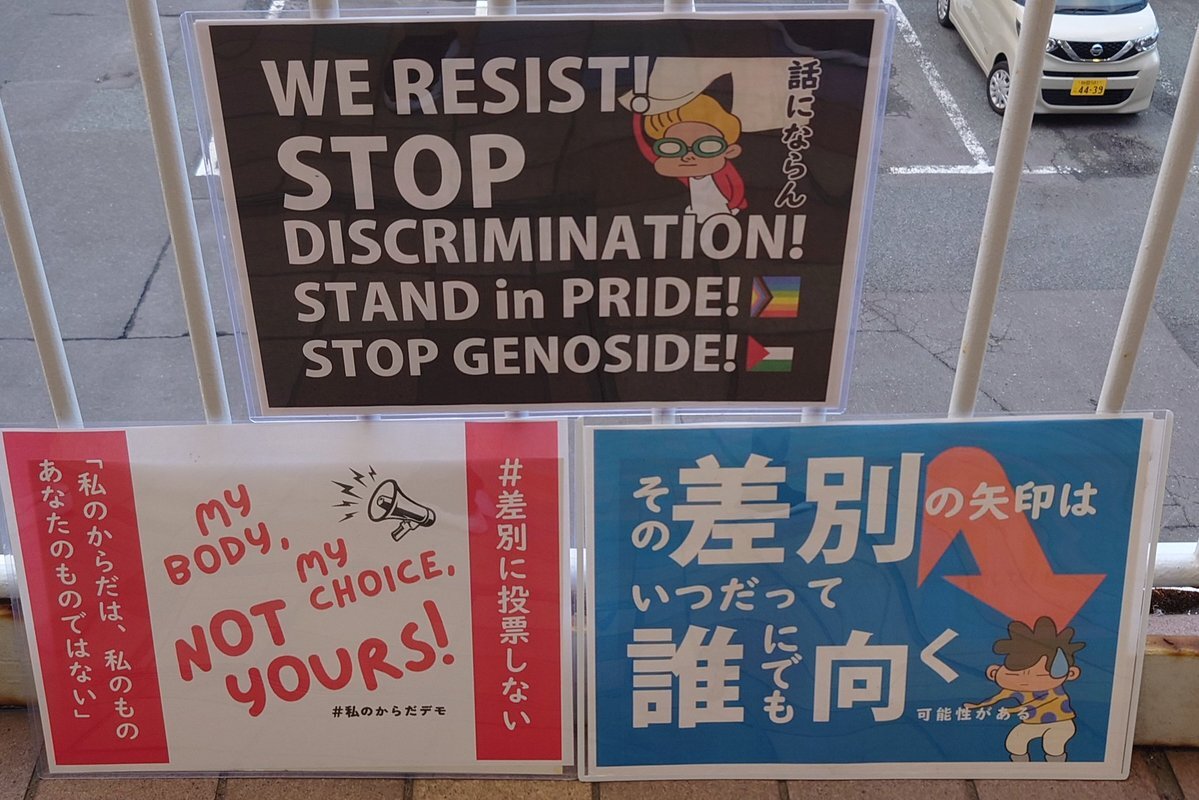 WE RESIST!
話にならん
STOP
DISCRIMINATION!
STAND in PRIDE!
STOP GENOSIDE!
「私のからだは、私のもの
あなたのものではない」
MY
BODY,
MY
CHOICE,
NOT
YOURS!
#私のからだデモ
#差別に投票しない
その差別の矢印は
いつだって
誰にでも向く
可能性がある
44-39